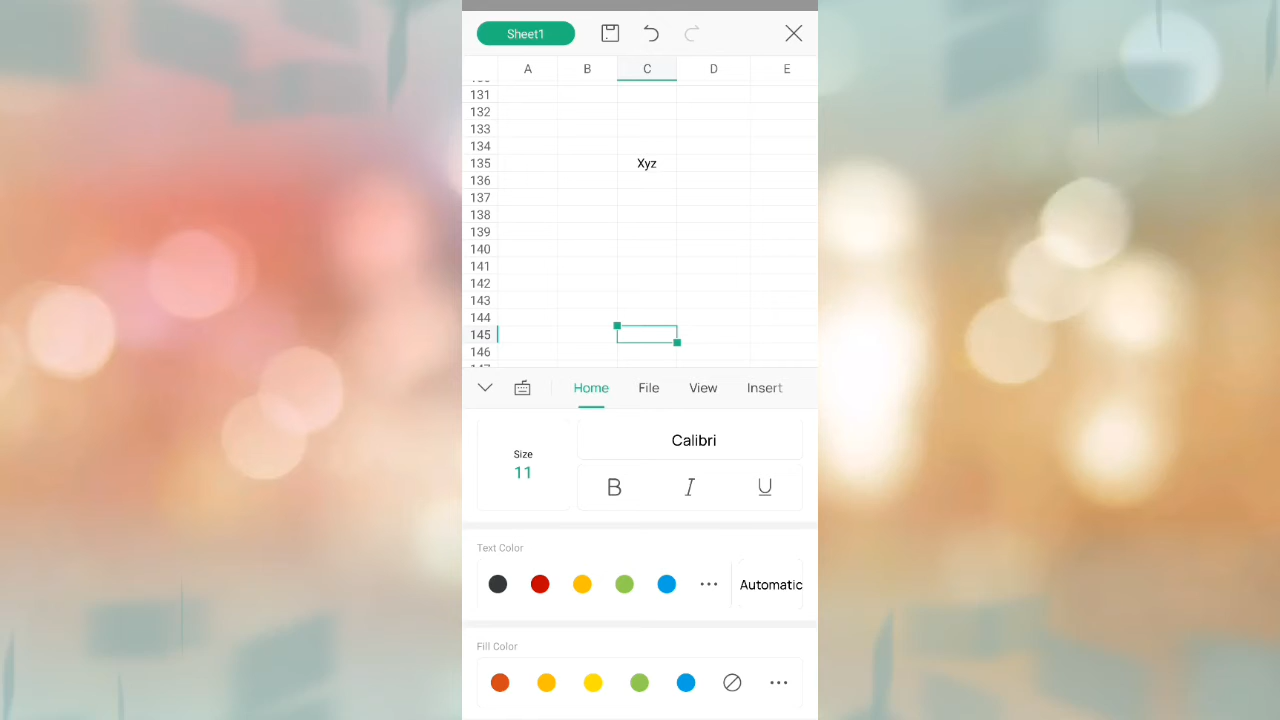 Sheet1
A B C D E
131
132
133
134
135 Xyz
136
137
138
139
140
141
142
143
144
145
146
Home File View Insert
Size
11
Calibri
B I U
Text Color
Automatic
Fill Color